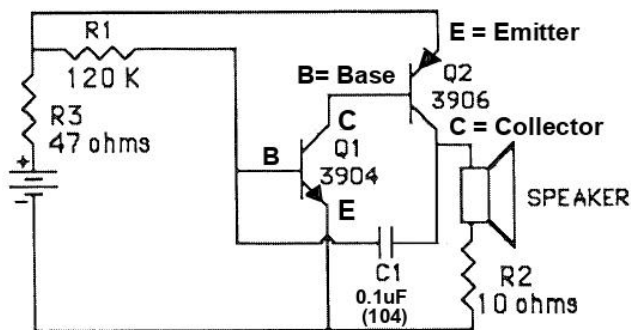 R1
120 K
E = Emitter
B= Base
Q2
3906
R3
47 ohms
C
C = Collector
B
Q1
3904
+
-
E
SPEAKER
C1
0.1uF
(104)
R2
10 ohms